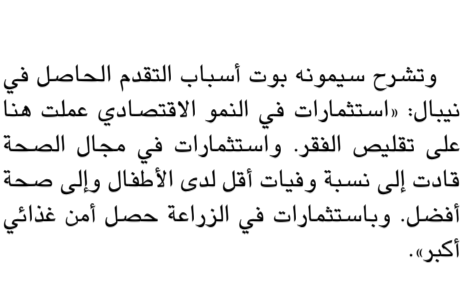 وتشرح سيمونه بوت أسباب التقدم الحاصل في
نيبال: «استثمارات في النمو الاقتصادي عملت هنا
على تقليص الفقر. واستثمارات في مجال الصحة
قادت إلى نسبة وفيات أقل لدى الأطفال وإلى صحة
أفضل. وباستثمارات في الزراعة حصل أمن غذائي
أكبر».